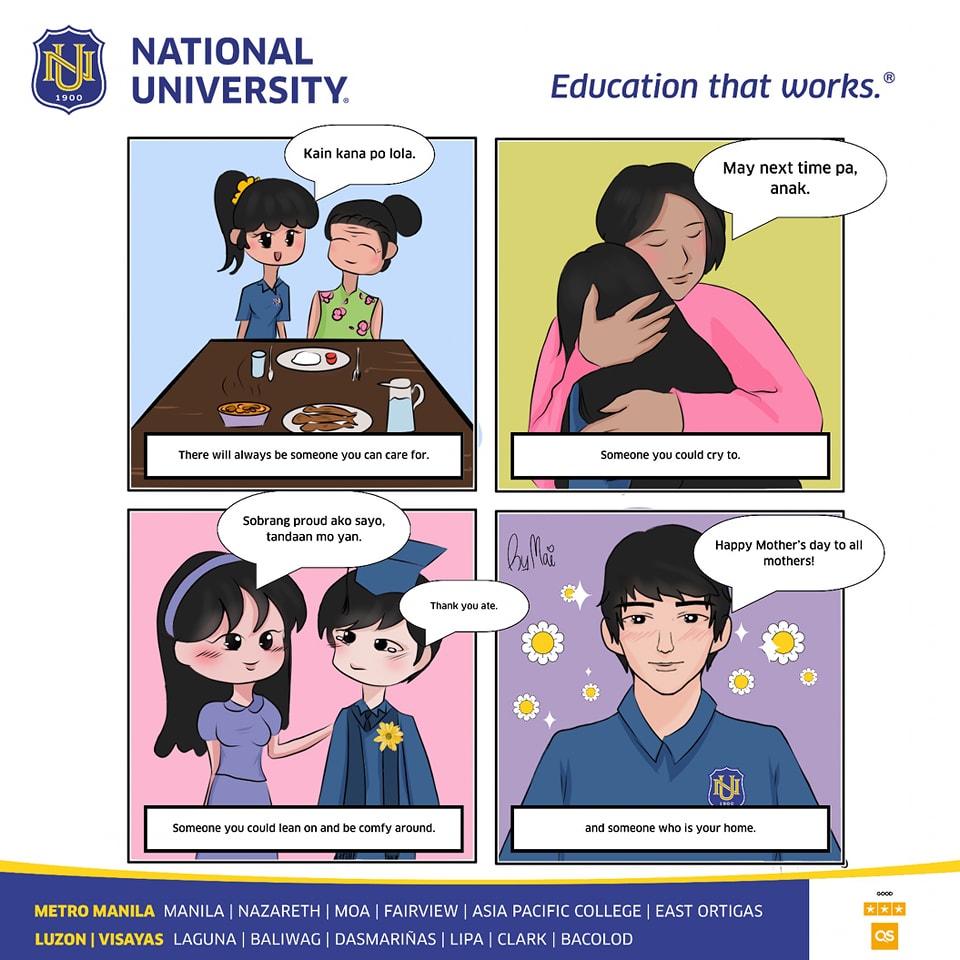 NU
1900
NATIONAL
UNIVERSITY®
Education that works.®
Kain kana po lola.
There will always be someone you can care for.
May next time pa,
anak.
Someone you could cry to.
Sobrang proud ako sayo,
tandaan mo yan.
Thank you ate.
Someone you could lean on and be comfy around.
by Mai
Happy Mother's day to all
mothers!
NU
1900
and someone who is your home.
METRO MANILA MANILA | NAZARETH | MOA | FAIRVIEW | ASIA PACIFIC COLLEGE | EAST ORTIGAS
LUZON | VISAYAS LAGUNA | BALIWAG | DASMARIÑAS | LIPA | CLARK | BACOLOD
GOOD
QS